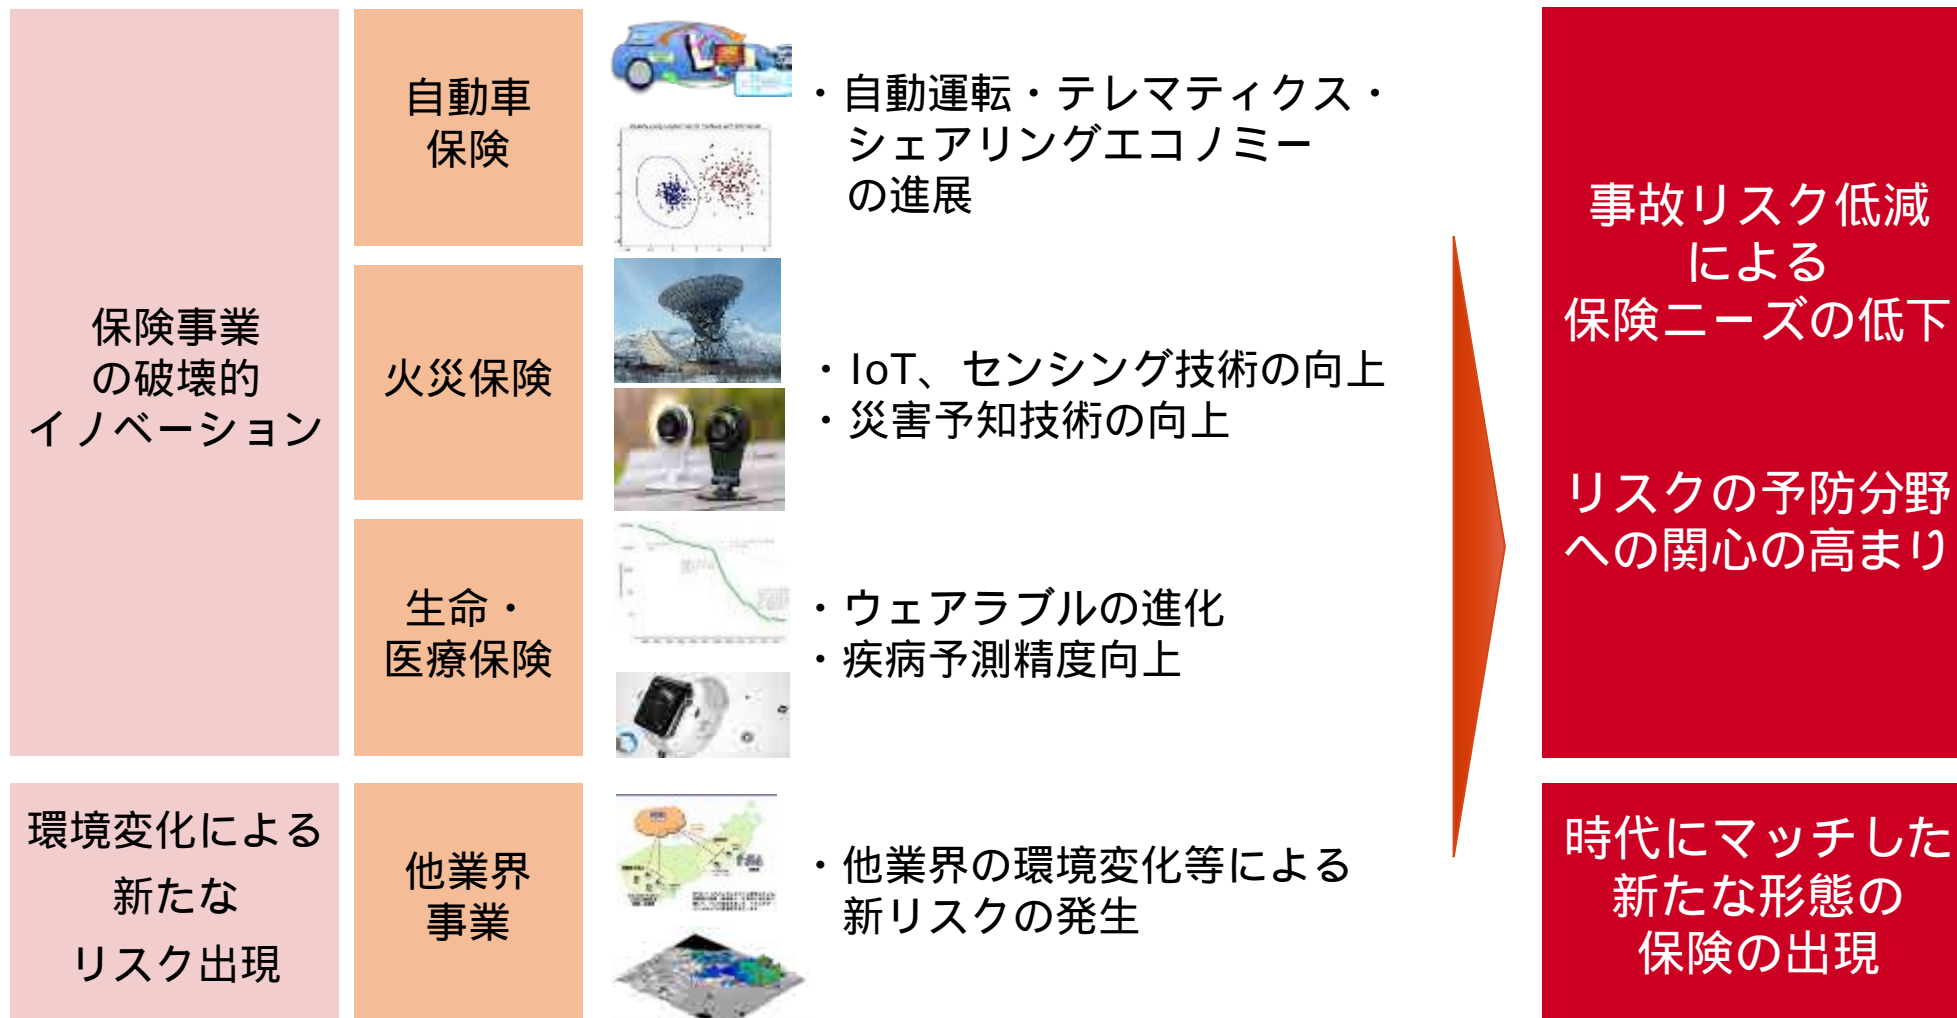 保険事業
の破壊的
イノベーション
自動車
保険
・自動運転・テレマティクス・
シェアリングエコノミー
の進展
火災保険
・IoT、センシング技術の向上
・災害予知技術の向上
生命・
医療保険
・ウェアラブルの進化
・疾病予測精度向上
事故リスク低減
による
保険ニーズの低下
リスクの予防分野
への関心の高まり
環境変化による
新たな
リスク出現
他業界
事業
・他業界の環境変化等による
新リスクの発生
時代にマッチした
新たな形態の
保険の出現